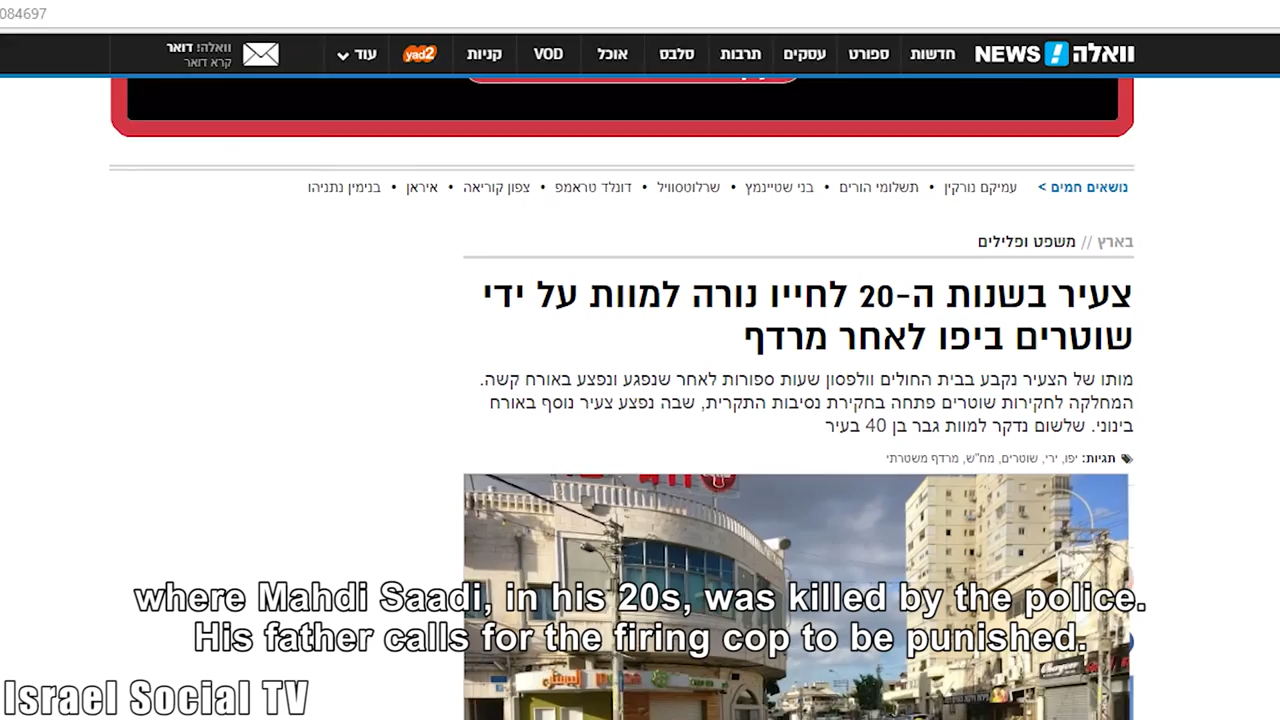 084697
וואלה! NEWS חדשות ספורט עסקים תרבות סלבס אוכל VOD קניות yad2 עוד וואלה! דואר
קרא דואר
נושאים חמים > עמיקם נורקין • תשלומי הורים • בני שטיינמץ • שרלוטסוויל • דונלד טראמפ • צפון קוריאה • איראן • בנימין נתניהו
בארץ // משפט ופלילים
צעיר בשנות ה-20 לחייו נורה למוות על ידי
שוטרים ביפו לאחר מרדף
מותו של הצעיר נקבע בבית החולים וולפסון שעות ספורות לאחר שנפגע ונפצע באורח קשה.
המחלקה לחקירות שוטרים פתחה בחקירת נסיבות התקרית, שבה נפצע צעיר נוסף באורח
בינוני. שלשום נדקר למוות גבר בן 40 בעיר
תגיות: יפו, ירי, שוטרים, מח"ש, מרדף משטרתי
where Mahdi Saadi, in his 20s, was killed by the police.
His father calls for the firing cop to be punished.
Israel Social TV